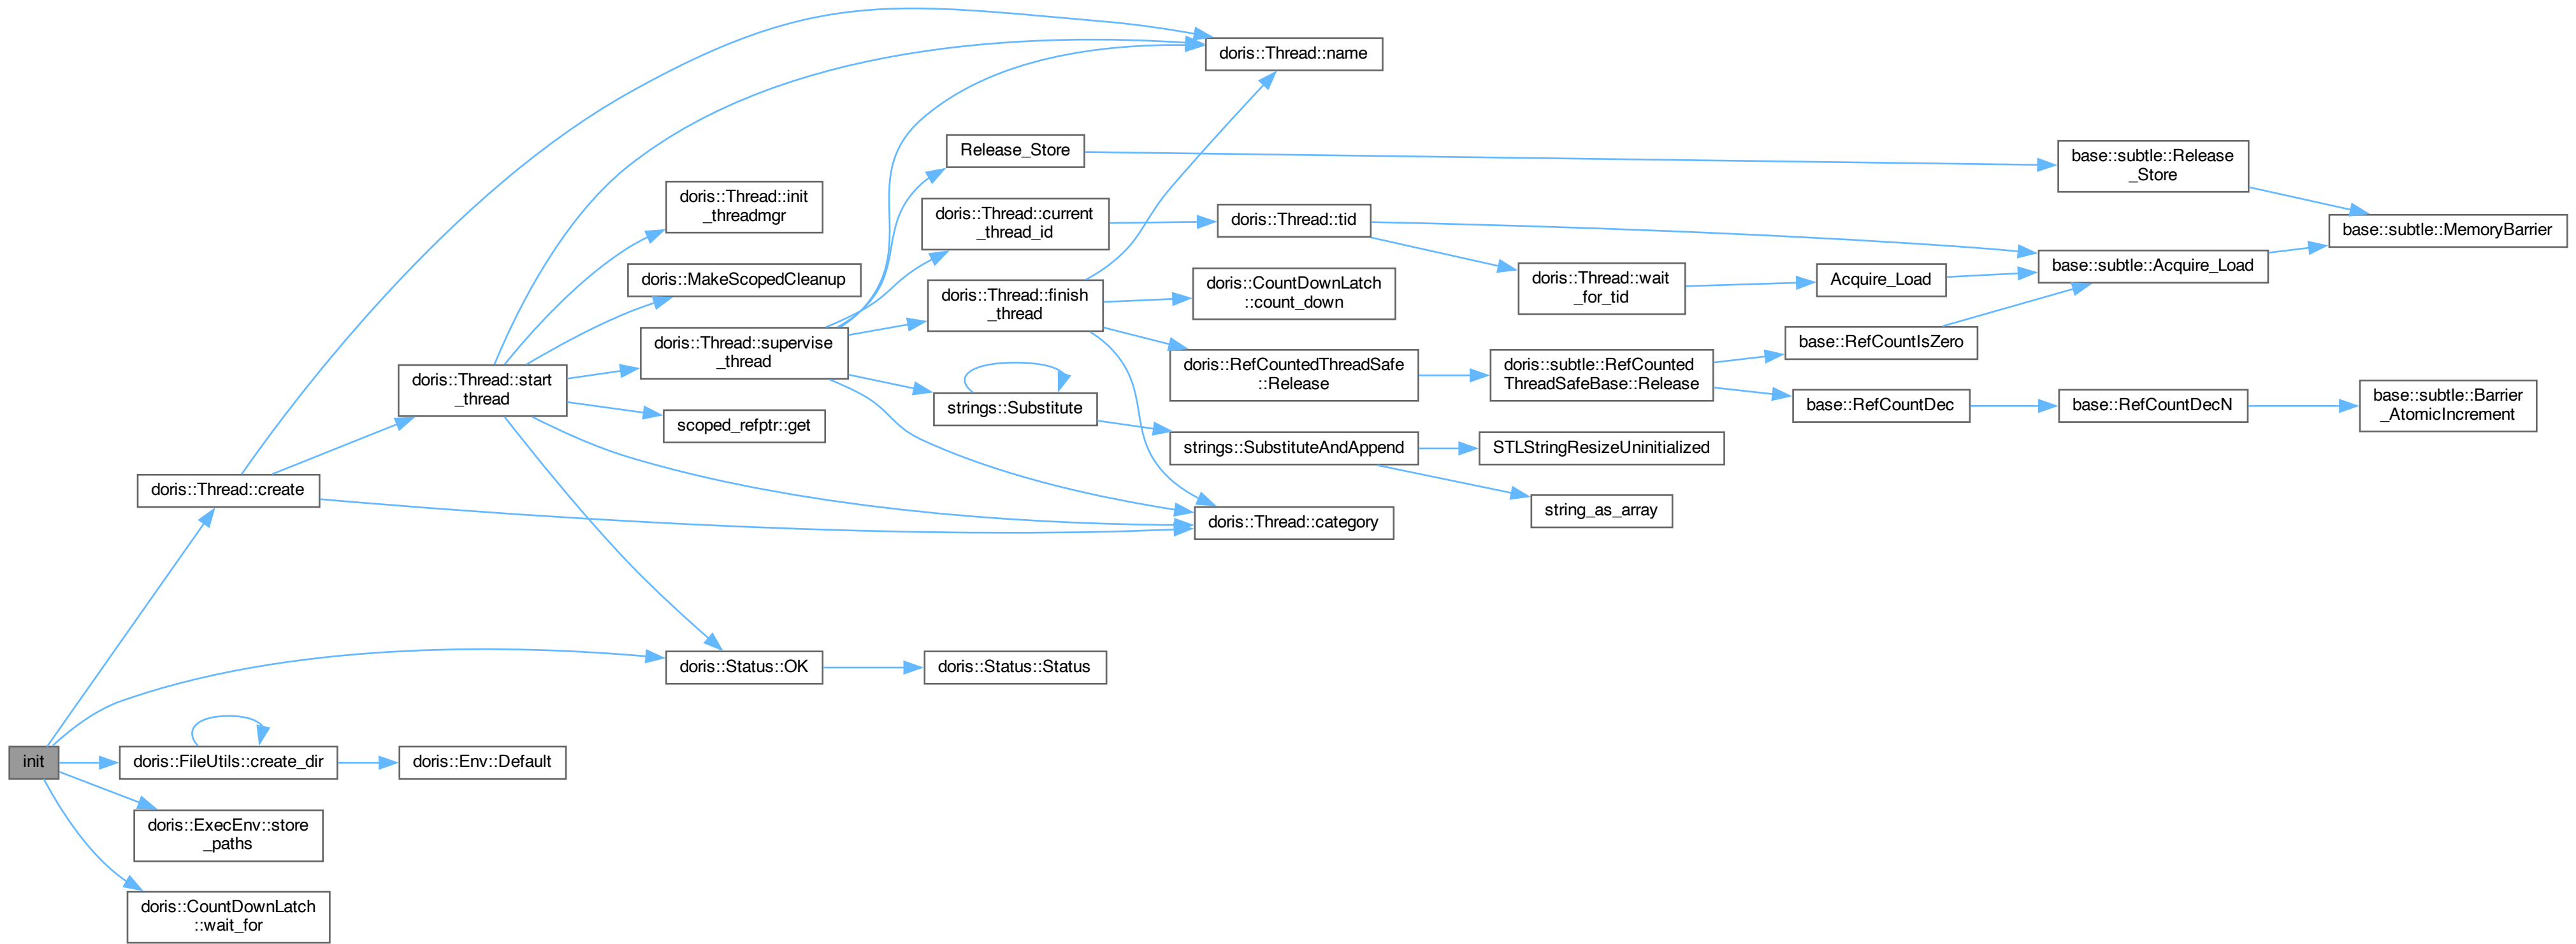 init
doris::Thread::create
doris::FileUtils::create_dir
doris::ExecEnv::store
_paths
doris::CountDownLatch
::wait_for
doris::Thread::start
_thread
doris::Env::Default
doris::Thread::init
_threadmgr
doris::MakeScopedCleanup
doris::Thread::supervise
_thread
scoped_refptr::get
doris::Status::OK
Release_Store
doris::Thread::current
_thread_id
doris::Thread::finish
_thread
strings::Substitute
doris::Status::Status
doris::Thread::name
doris::Thread::tid
doris::CountDownLatch
::count_down
doris::RefCountedThreadSafe
::Release
strings::SubstituteAndAppend
doris::Thread::category
doris::Thread::wait
_for_tid
doris::subtle::RefCounted
ThreadSafeBase::Release
STLStringResizeUninitialized
string_as_array
Acquire_Load
base::RefCountIsZero
base::RefCountDec
base::subtle::Release
_Store
base::subtle::Acquire_Load
base::RefCountDecN
base::subtle::MemoryBarrier
base::subtle::Barrier
_AtomicIncrement